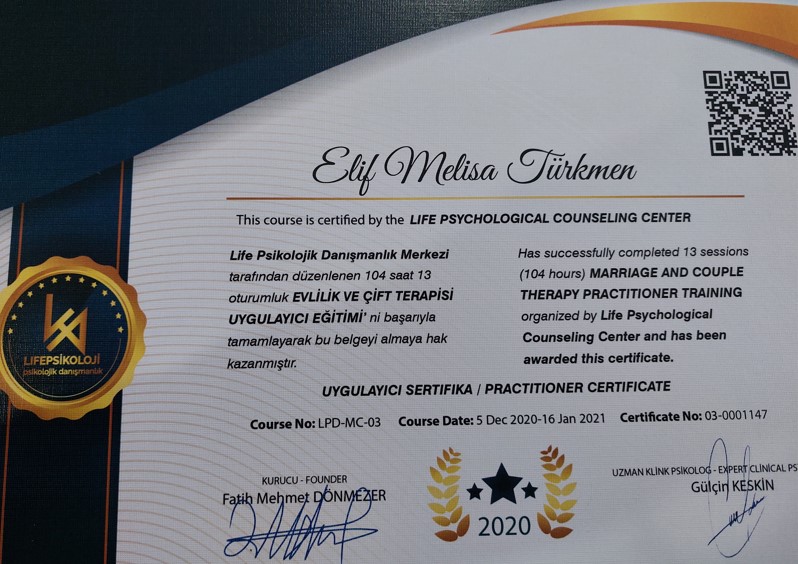 Elif Melisa Türkmen
This course is certified by the LIFE PSYCHOLOGICAL COUNSELING CENTER
Life Psikolojik Danışmanlık Merkezi
tarafından düzenlenen 104 saat 13
oturumluk EVLİLİK VE ÇİFT TERAPİSİ
UYGULAYICI EĞİTİMİ' ni başarıyla
tamamlayarak bu belgeyi almaya hak
kazanmıştır.
Has successfully completed 13 sessions
(104 hours) MARRIAGE AND COUPLE
THERAPY PRACTITIONER TRAINING
organized by Life Psychological
Counseling Center and has been
awarded this certificate.
LIFEPSİKOLOJİ
psikolojik danışmanlık
UYGULAYICI SERTIFIKA / PRACTITIONER CERTIFICATE
Course No: LPD-MC-03 Course Date: 5 Dec 2020-16 Jan 2021 Certificate No: 03-0001147
KURUCU - FOUNDER
Fatih Mehmet DÖNMEZER
2020
UZMAN KLINK PSİKOLOG - EXPERT CLINICAL PS
Gülçin KESKİN